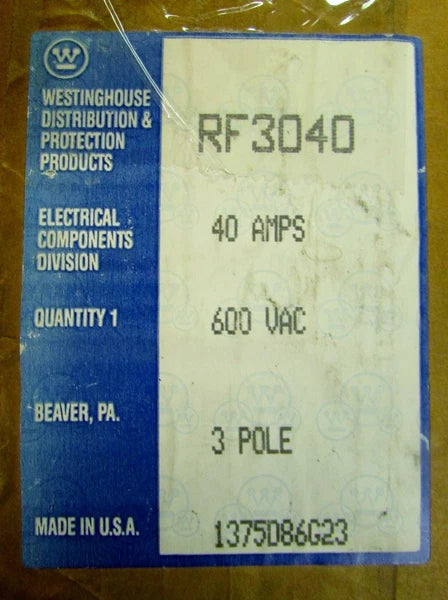 W
WESTINGHOUSE
DISTRIBUTION &
PROTECTION
PRODUCTS
RF3040
ELECTRICAL
COMPONENTS
DIVISION
40 AMPS
QUANTITY 1
600 VAC
BEAVER, PA.
3 POLE
MADE IN U.S.A.
1375D86G23